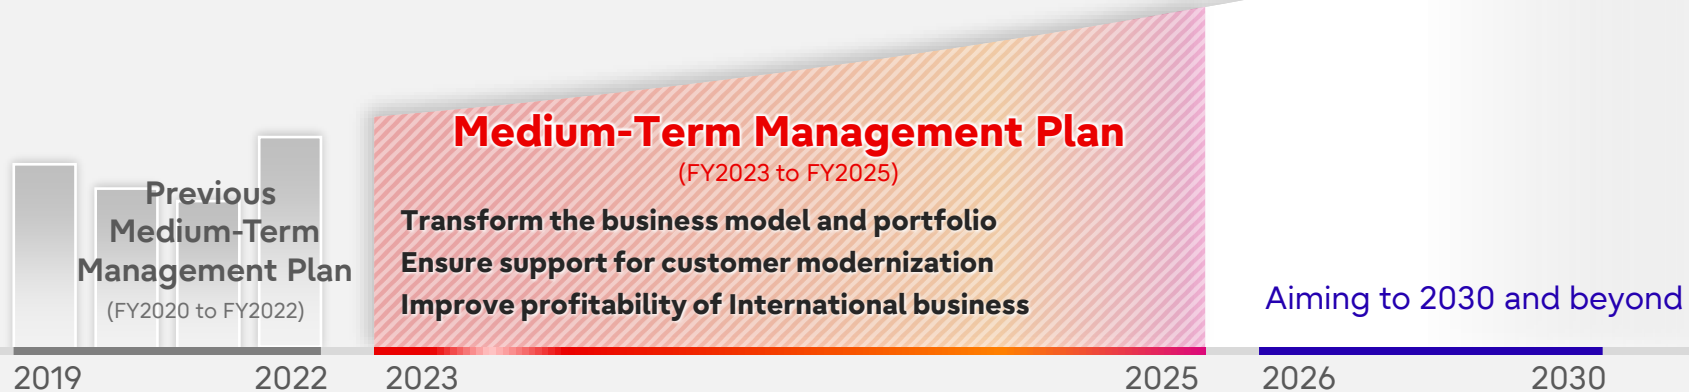 Previous
Medium-Term
Management Plan
(FY2020 to FY2022)
Medium-Term Management Plan
(FY2023 to FY2025)
Transform the business model and portfolio
Ensure support for customer modernization
Improve profitability of International business
Aiming to 2030 and beyond
2019 2022 2023 2025 2026 2030